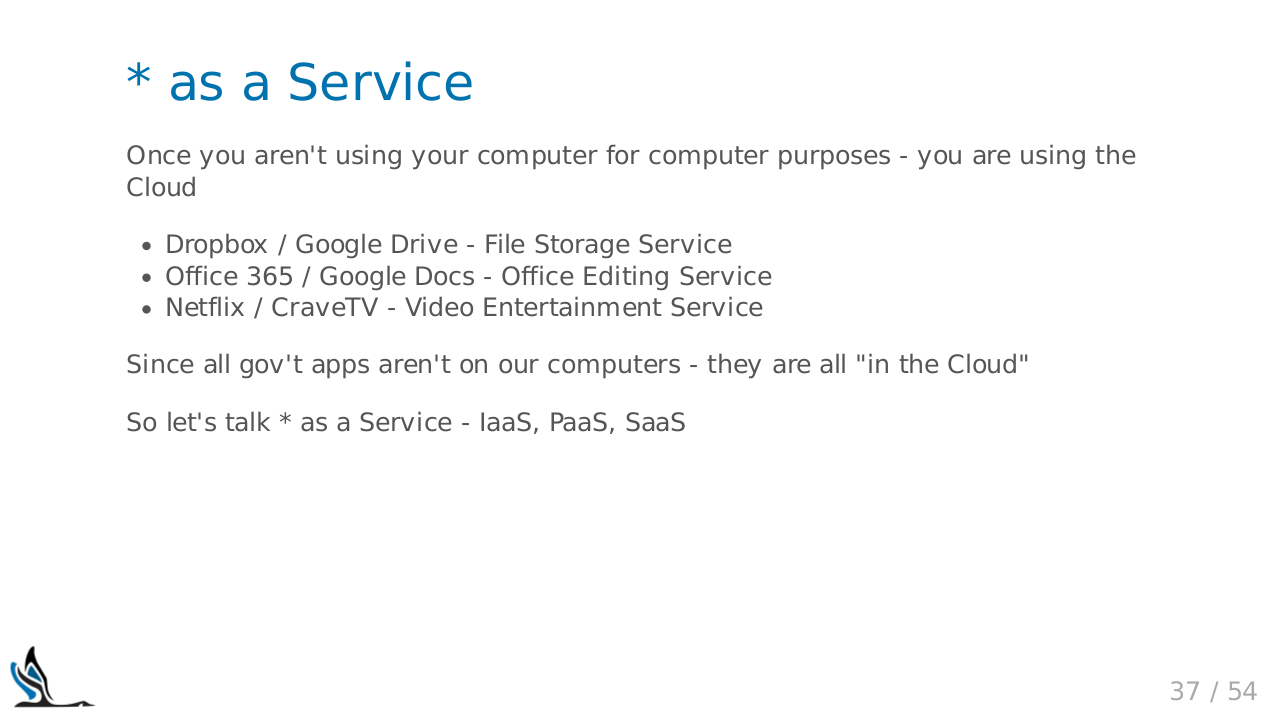 * as a Service
Once you aren't using your computer for computer purposes - you are using the
Cloud
• Dropbox / Google Drive - File Storage Service
• Office 365 / Google Docs - Office Editing Service
• Netflix / CraveTV - Video Entertainment Service
Since all gov't apps aren't on our computers - they are all "in the Cloud"
So let's talk * as a Service - IaaS, PaaS, SaaS
37 / 54